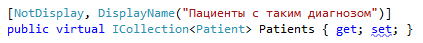 [NotDisplay, DisplayName("Пациенты с таким диагнозом")]
public virtual ICollection<Patient> Patients { get; set; }